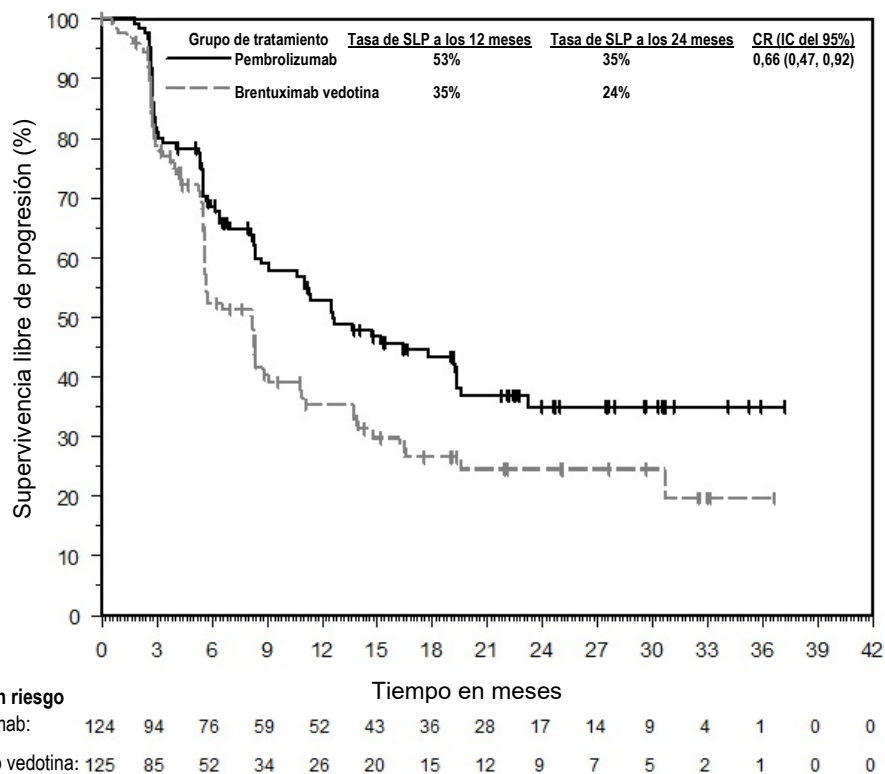 Grupo de tratamiento Tasa de SLP a los 12 meses Tasa de SLP a los 24 meses CR (IC del 95%)
Pembrolizumab 53% 35% 0,66 (0,47, 0,92)
Brentuximab vedotina 35% 24%
Supervivencia libre de progresión (%)
100
90
80
70
60
50
40
30
20
10
0
0 3 6 9 12 15 18 21 24 27 30 33 36 39 42
Tiempo en meses
n riesgo
mab: 124 94 76 59 52 43 36 28 17 14 9 4 1 0 0
vedotina: 125 85 52 34 26 20 15 12 9 7 5 2 1 0 0